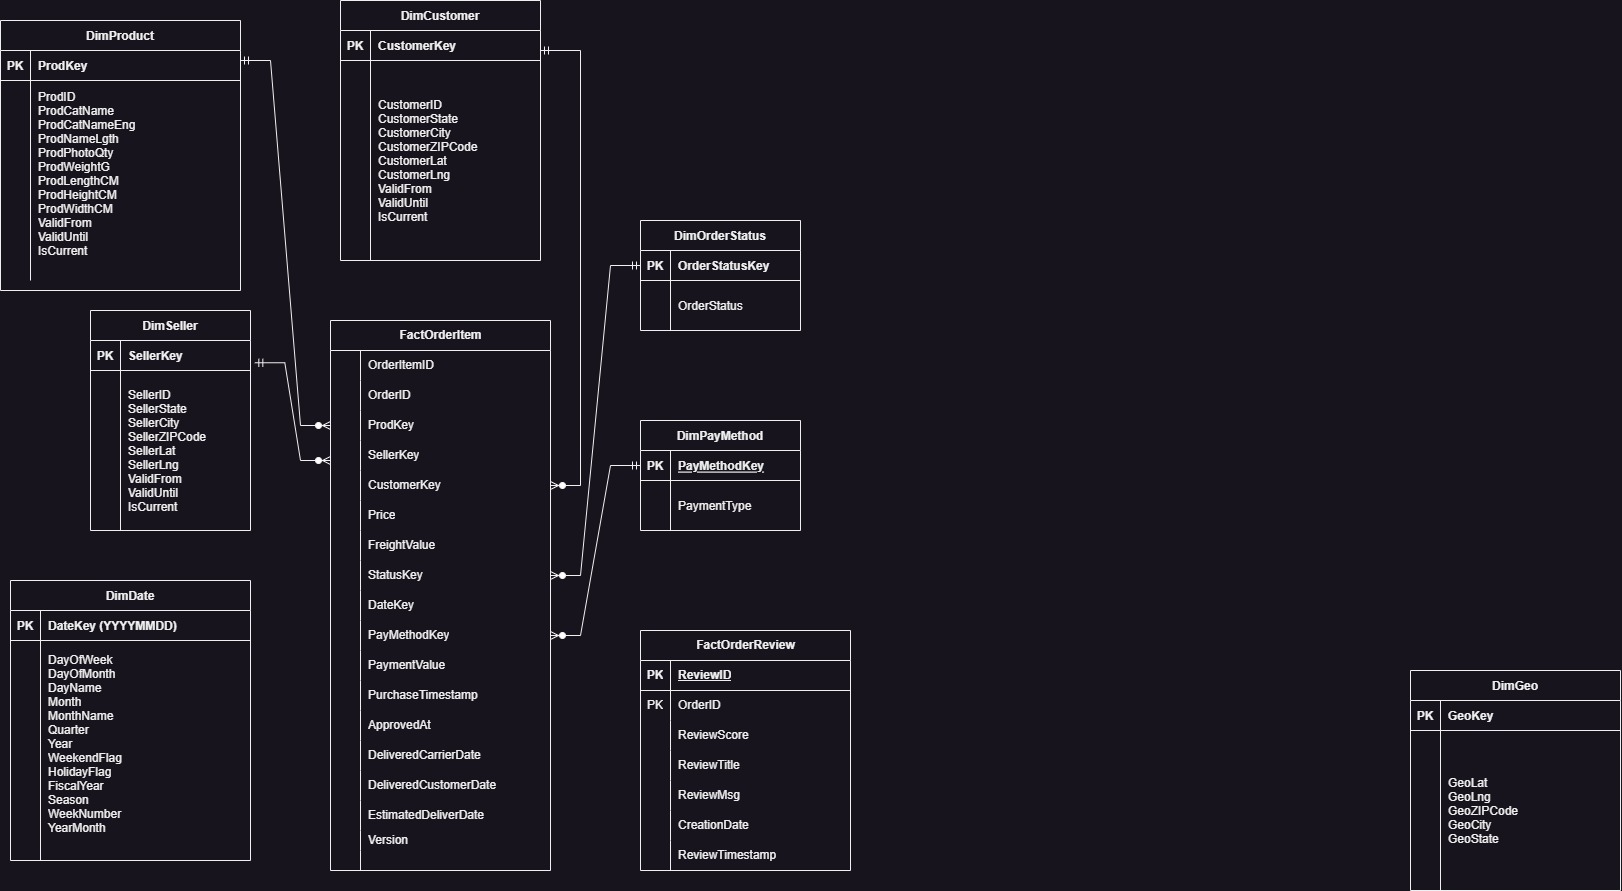 DimProduct
PK ProdKey
ProdID
ProdCatName
ProdCatNameEng
ProdNameLgth
ProdPhotoQty
ProdWeightG
ProdLengthCM
ProdHeightCM
ProdWidthCM
ValidFrom
ValidUntil
IsCurrent
DimCustomer
PK CustomerKey
CustomerID
CustomerState
CustomerCity
CustomerZIPCode
CustomerLat
CustomerLng
ValidFrom
ValidUntil
IsCurrent
DimOrderStatus
PK OrderStatusKey
OrderStatus
DimSeller
PK SellerKey
SellerID
SellerState
SellerCity
SellerZIPCode
SellerLat
SellerLng
ValidFrom
ValidUntil
IsCurrent
FactOrderItem
OrderItemID
OrderID
ProdKey
SellerKey
CustomerKey
Price
FreightValue
StatusKey
DateKey
PayMethodKey
PaymentValue
PurchaseTimestamp
ApprovedAt
DeliveredCarrierDate
DeliveredCustomerDate
EstimatedDeliverDate
Version
DimPayMethod
PK PayMethodKey
PaymentType
DimDate
PK DateKey (YYYYMMDD)
DayOfWeek
DayOfMonth
DayName
Month
MonthName
Quarter
Year
WeekendFlag
HolidayFlag
FiscalYear
Season
WeekNumber
YearMonth
FactOrderReview
PK ReviewID
PK OrderID
ReviewScore
ReviewTitle
ReviewMsg
CreationDate
ReviewTimestamp
DimGeo
PK GeoKey
GeoLat
GeoLng
GeoZIPCode
GeoCity
GeoState